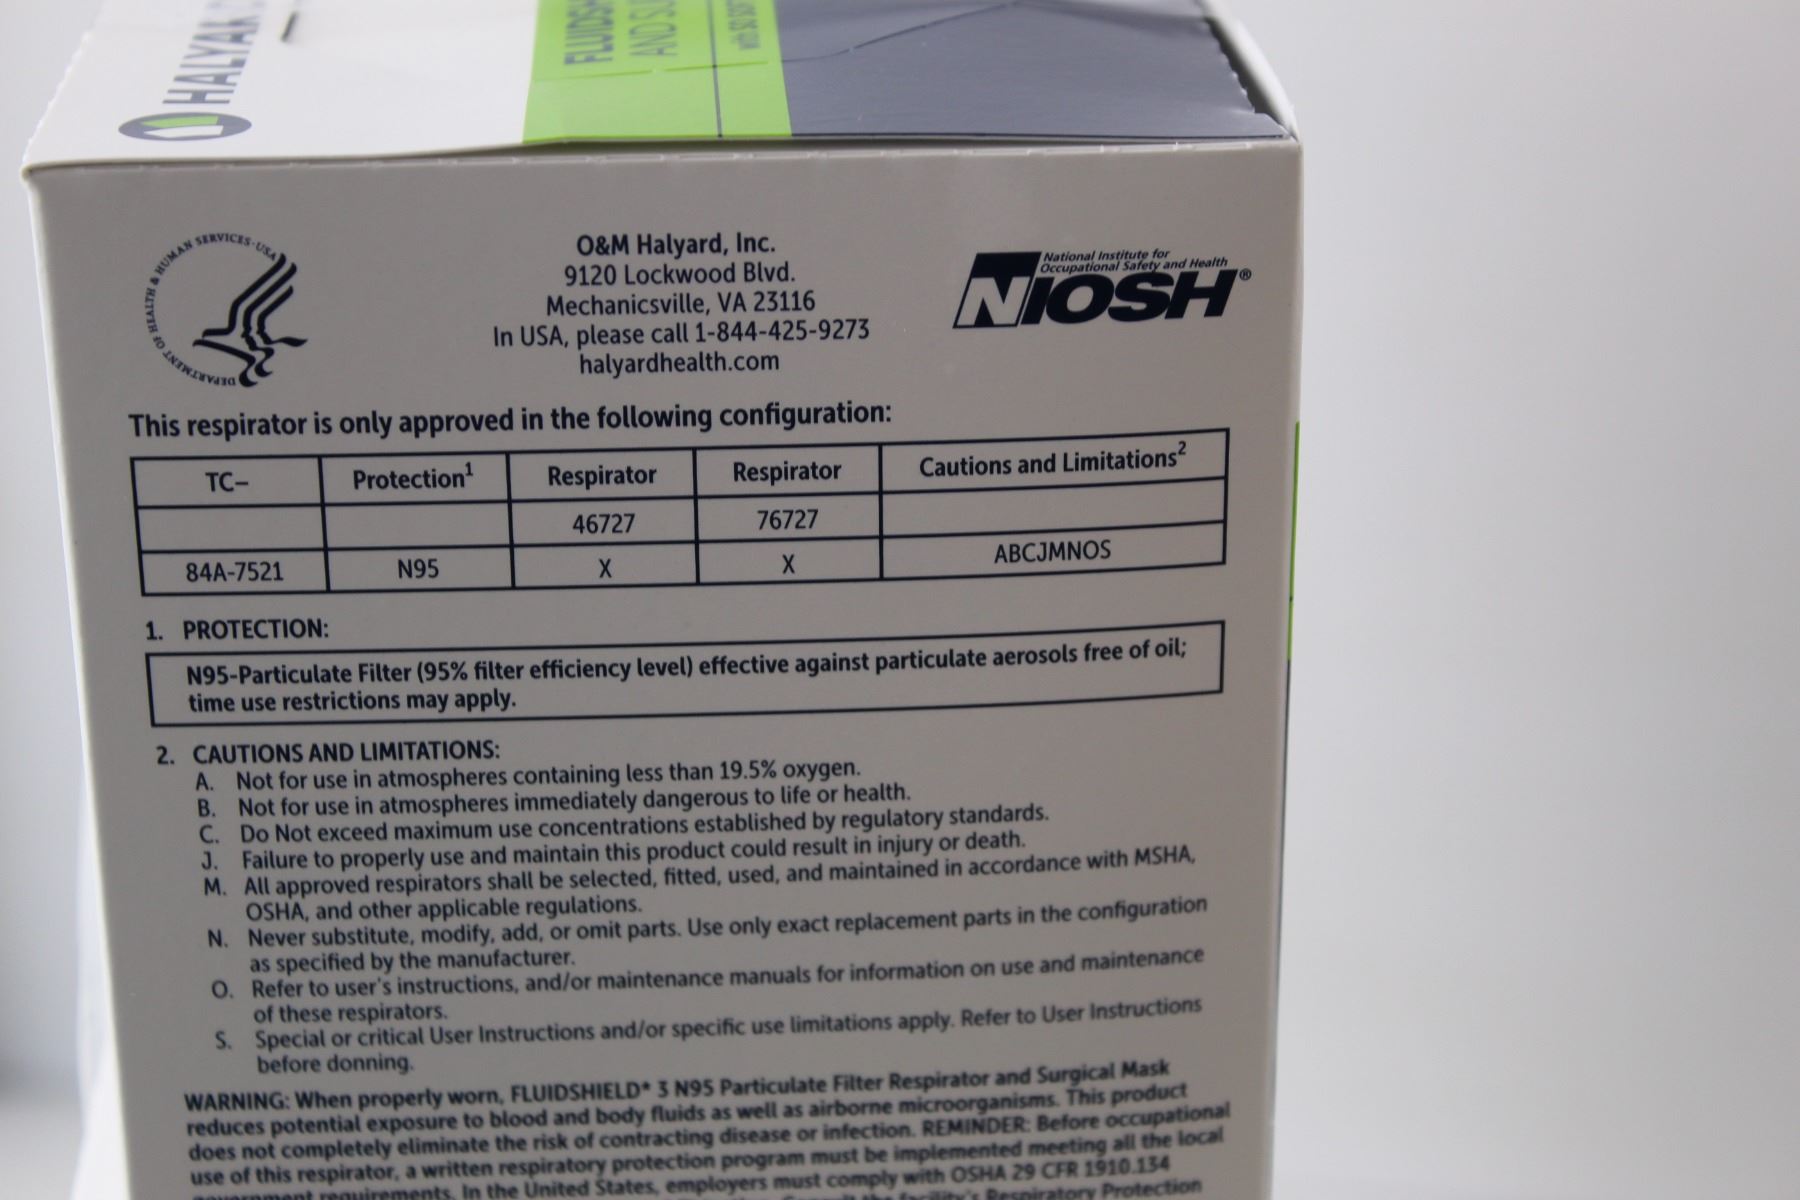 HALYAR
FLUIDSH
AND SU
with SO SOF
DEPARTMENT OF HEALTH & HUMAN SERVICES·USA
O&M Halyard, Inc.
9120 Lockwood Blvd.
Mechanicsville, VA 23116
In USA, please call 1-844-425-9273
halyardhealth.com
National Institute for
Occupational Safety and Health
NIOSH®
This respirator is only approved in the following configuration:
TC– Protection1 Respirator Respirator Cautions and Limitations2
46727 76727
84A-7521 N95 X X ABCJMNOS
1. PROTECTION:
N95-Particulate Filter (95% filter efficiency level) effective against particulate aerosols free of oil;
time use restrictions may apply.
2. CAUTIONS AND LIMITATIONS:
A. Not for use in atmospheres containing less than 19.5% oxygen.
B. Not for use in atmospheres immediately dangerous to life or health.
C. Do Not exceed maximum use concentrations established by regulatory standards.
J. Failure to properly use and maintain this product could result in injury or death.
M. All approved respirators shall be selected, fitted, used, and maintained in accordance with MSHA,
OSHA, and other applicable regulations.
N. Never substitute, modify, add, or omit parts. Use only exact replacement parts in the configuration
as specified by the manufacturer.
O. Refer to user's instructions, and/or maintenance manuals for information on use and maintenance
of these respirators.
S. Special or critical User Instructions and/or specific use limitations apply. Refer to User Instructions
before donning.
WARNING: When properly worn, FLUIDSHIELD* 3 N95 Particulate Filter Respirator and Surgical Mask
reduces potential exposure to blood and body fluids as well as airborne microorganisms. This product
does not completely eliminate the risk of contracting disease or infection. REMINDER: Before occupational
use of this respirator, a written respiratory protection program must be implemented meeting all the local
government requirements. In the United States, employers must comply with OSHA 29 CFR 1910.134
the facility's Respiratory Protection